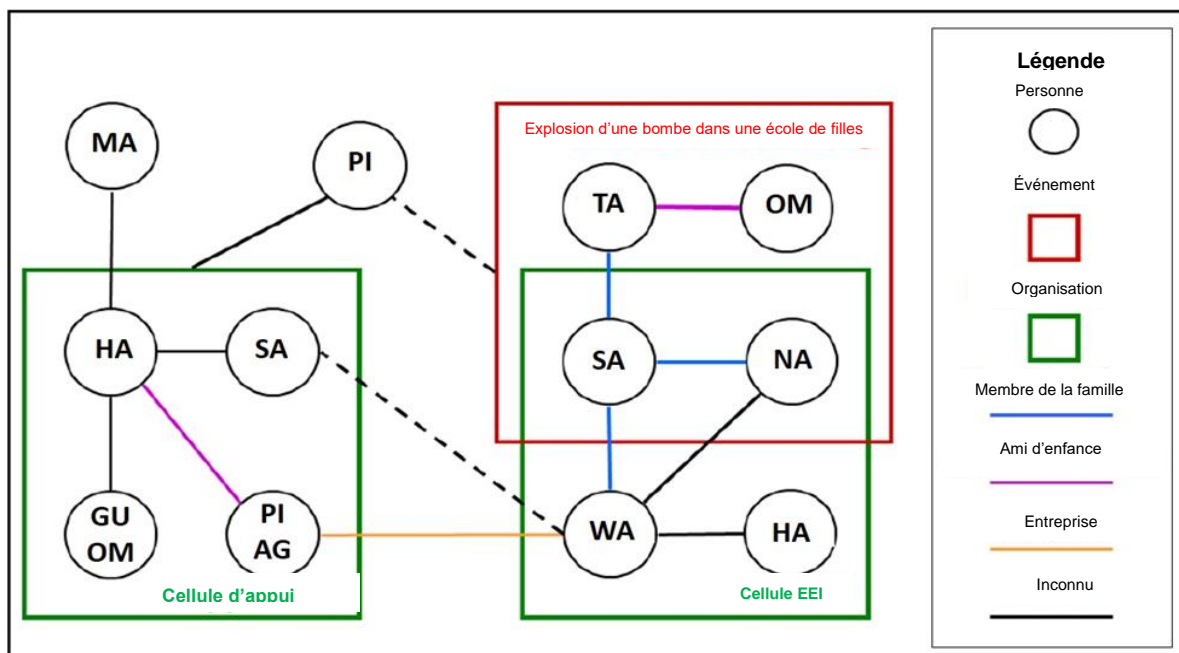 MA
PI
Explosion d'une bombe dans une école de filles
TA
OM
HA
SA
SA
NA
GU
OM
PI
AG
WA
HA
Cellule d'appui
Cellule EEI
Légende
Personne
Événement
Organisation
Membre de la famille
Ami d'enfance
Entreprise
Inconnu